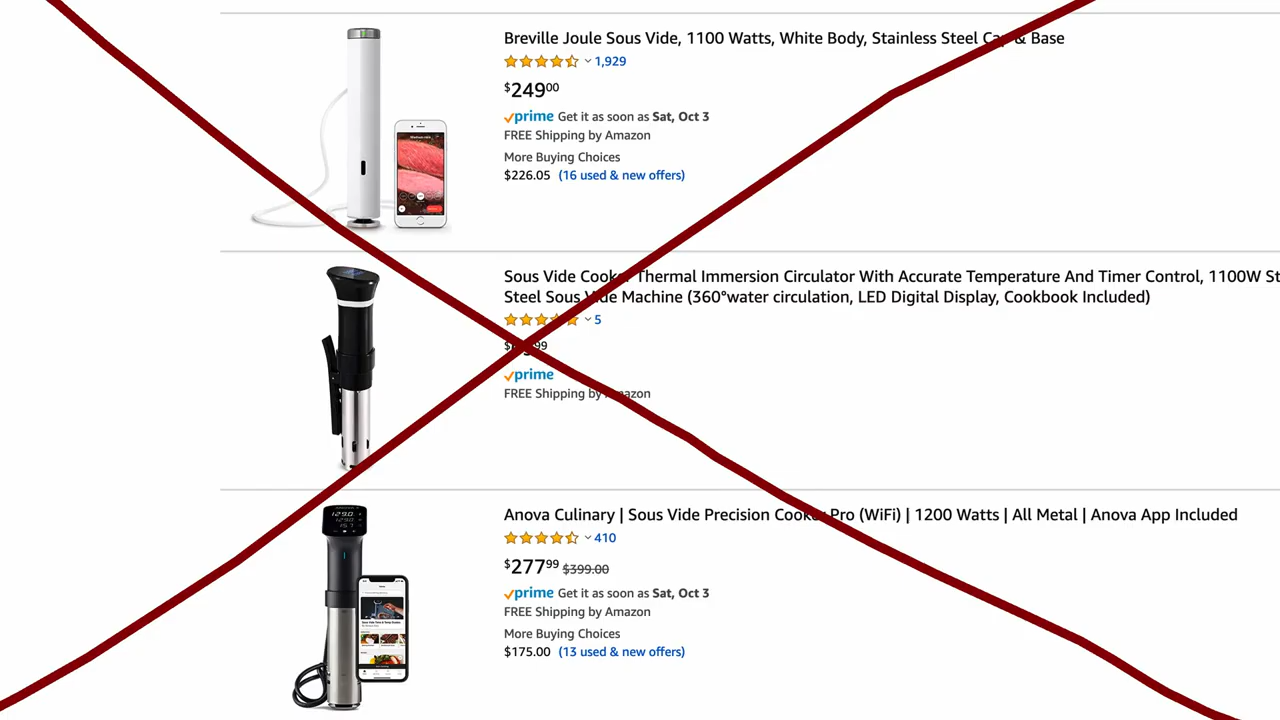 Breville Joule Sous Vide, 1100 Watts, White Body, Stainless Steel Cap & Base
1,929
$24900
prime Get it as soon as Sat, Oct 3
FREE Shipping by Amazon
More Buying Choices
$226.05 (16 used & new offers)
Sous Vide Cooker Thermal Immersion Circulator With Accurate Temperature And Timer Control, 1100W St
Steel Sous Vide Machine (360°water circulation, LED Digital Display, Cookbook Included)
5
99
prime
FREE Shipping by Amazon
129.0
Anova Culinary | Sous Vide Precision Cooker Pro (WiFi) | 1200 Watts | All Metal | Anova App Included
410
$27799 $399.00
prime Get it as soon as Sat, Oct 3
FREE Shipping by Amazon
More Buying Choices
$175.00 (13 used & new offers)